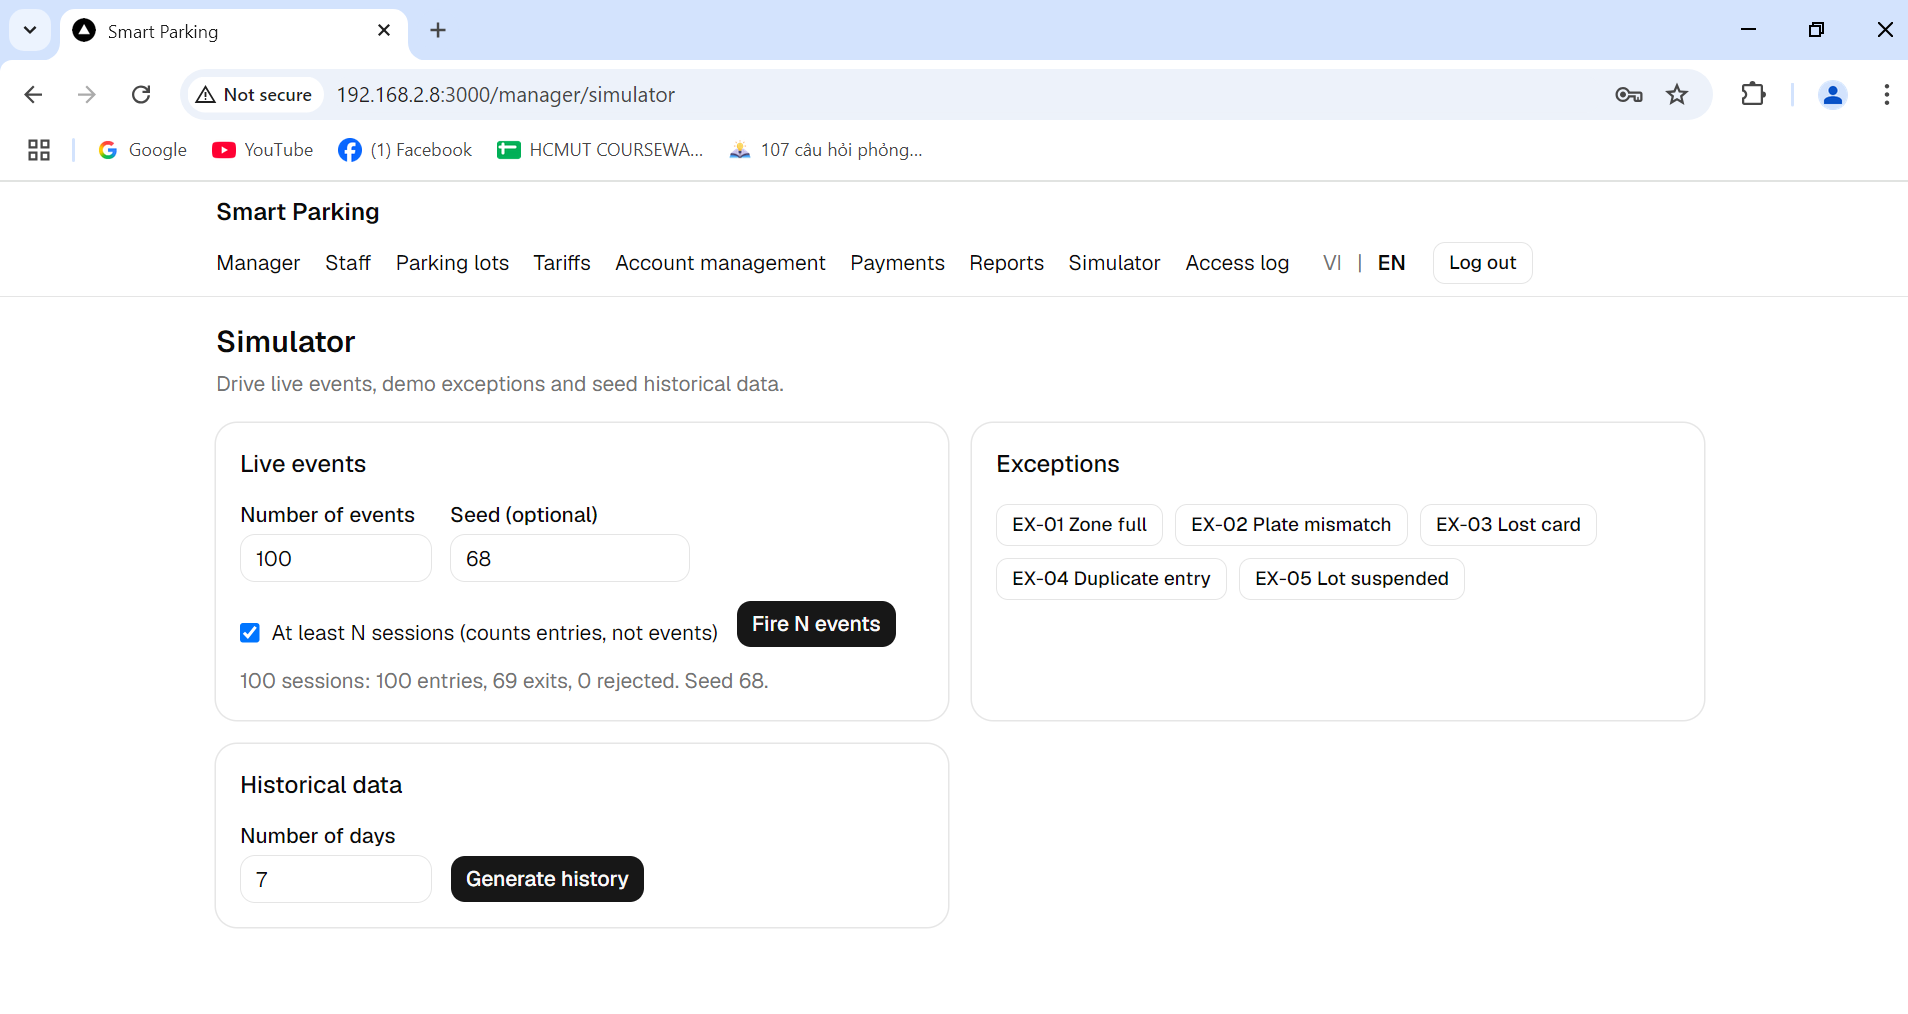 Smart Parking
Not secure
192.168.2.8:3000/manager/simulator
Google YouTube (1) Facebook HCMUT COURSEWA... 107 câu hỏi phỏng...
Smart Parking
Manager Staff Parking lots Tariffs Account management Payments Reports Simulator Access log VI | EN Log out
Simulator
Drive live events, demo exceptions and seed historical data.
Live events
Number of events Seed (optional)
100 68
At least N sessions (counts entries, not events) Fire N events
100 sessions: 100 entries, 69 exits, 0 rejected. Seed 68.
Exceptions
EX-01 Zone full EX-02 Plate mismatch EX-03 Lost card
EX-04 Duplicate entry EX-05 Lot suspended
Historical data
Number of days
7 Generate history